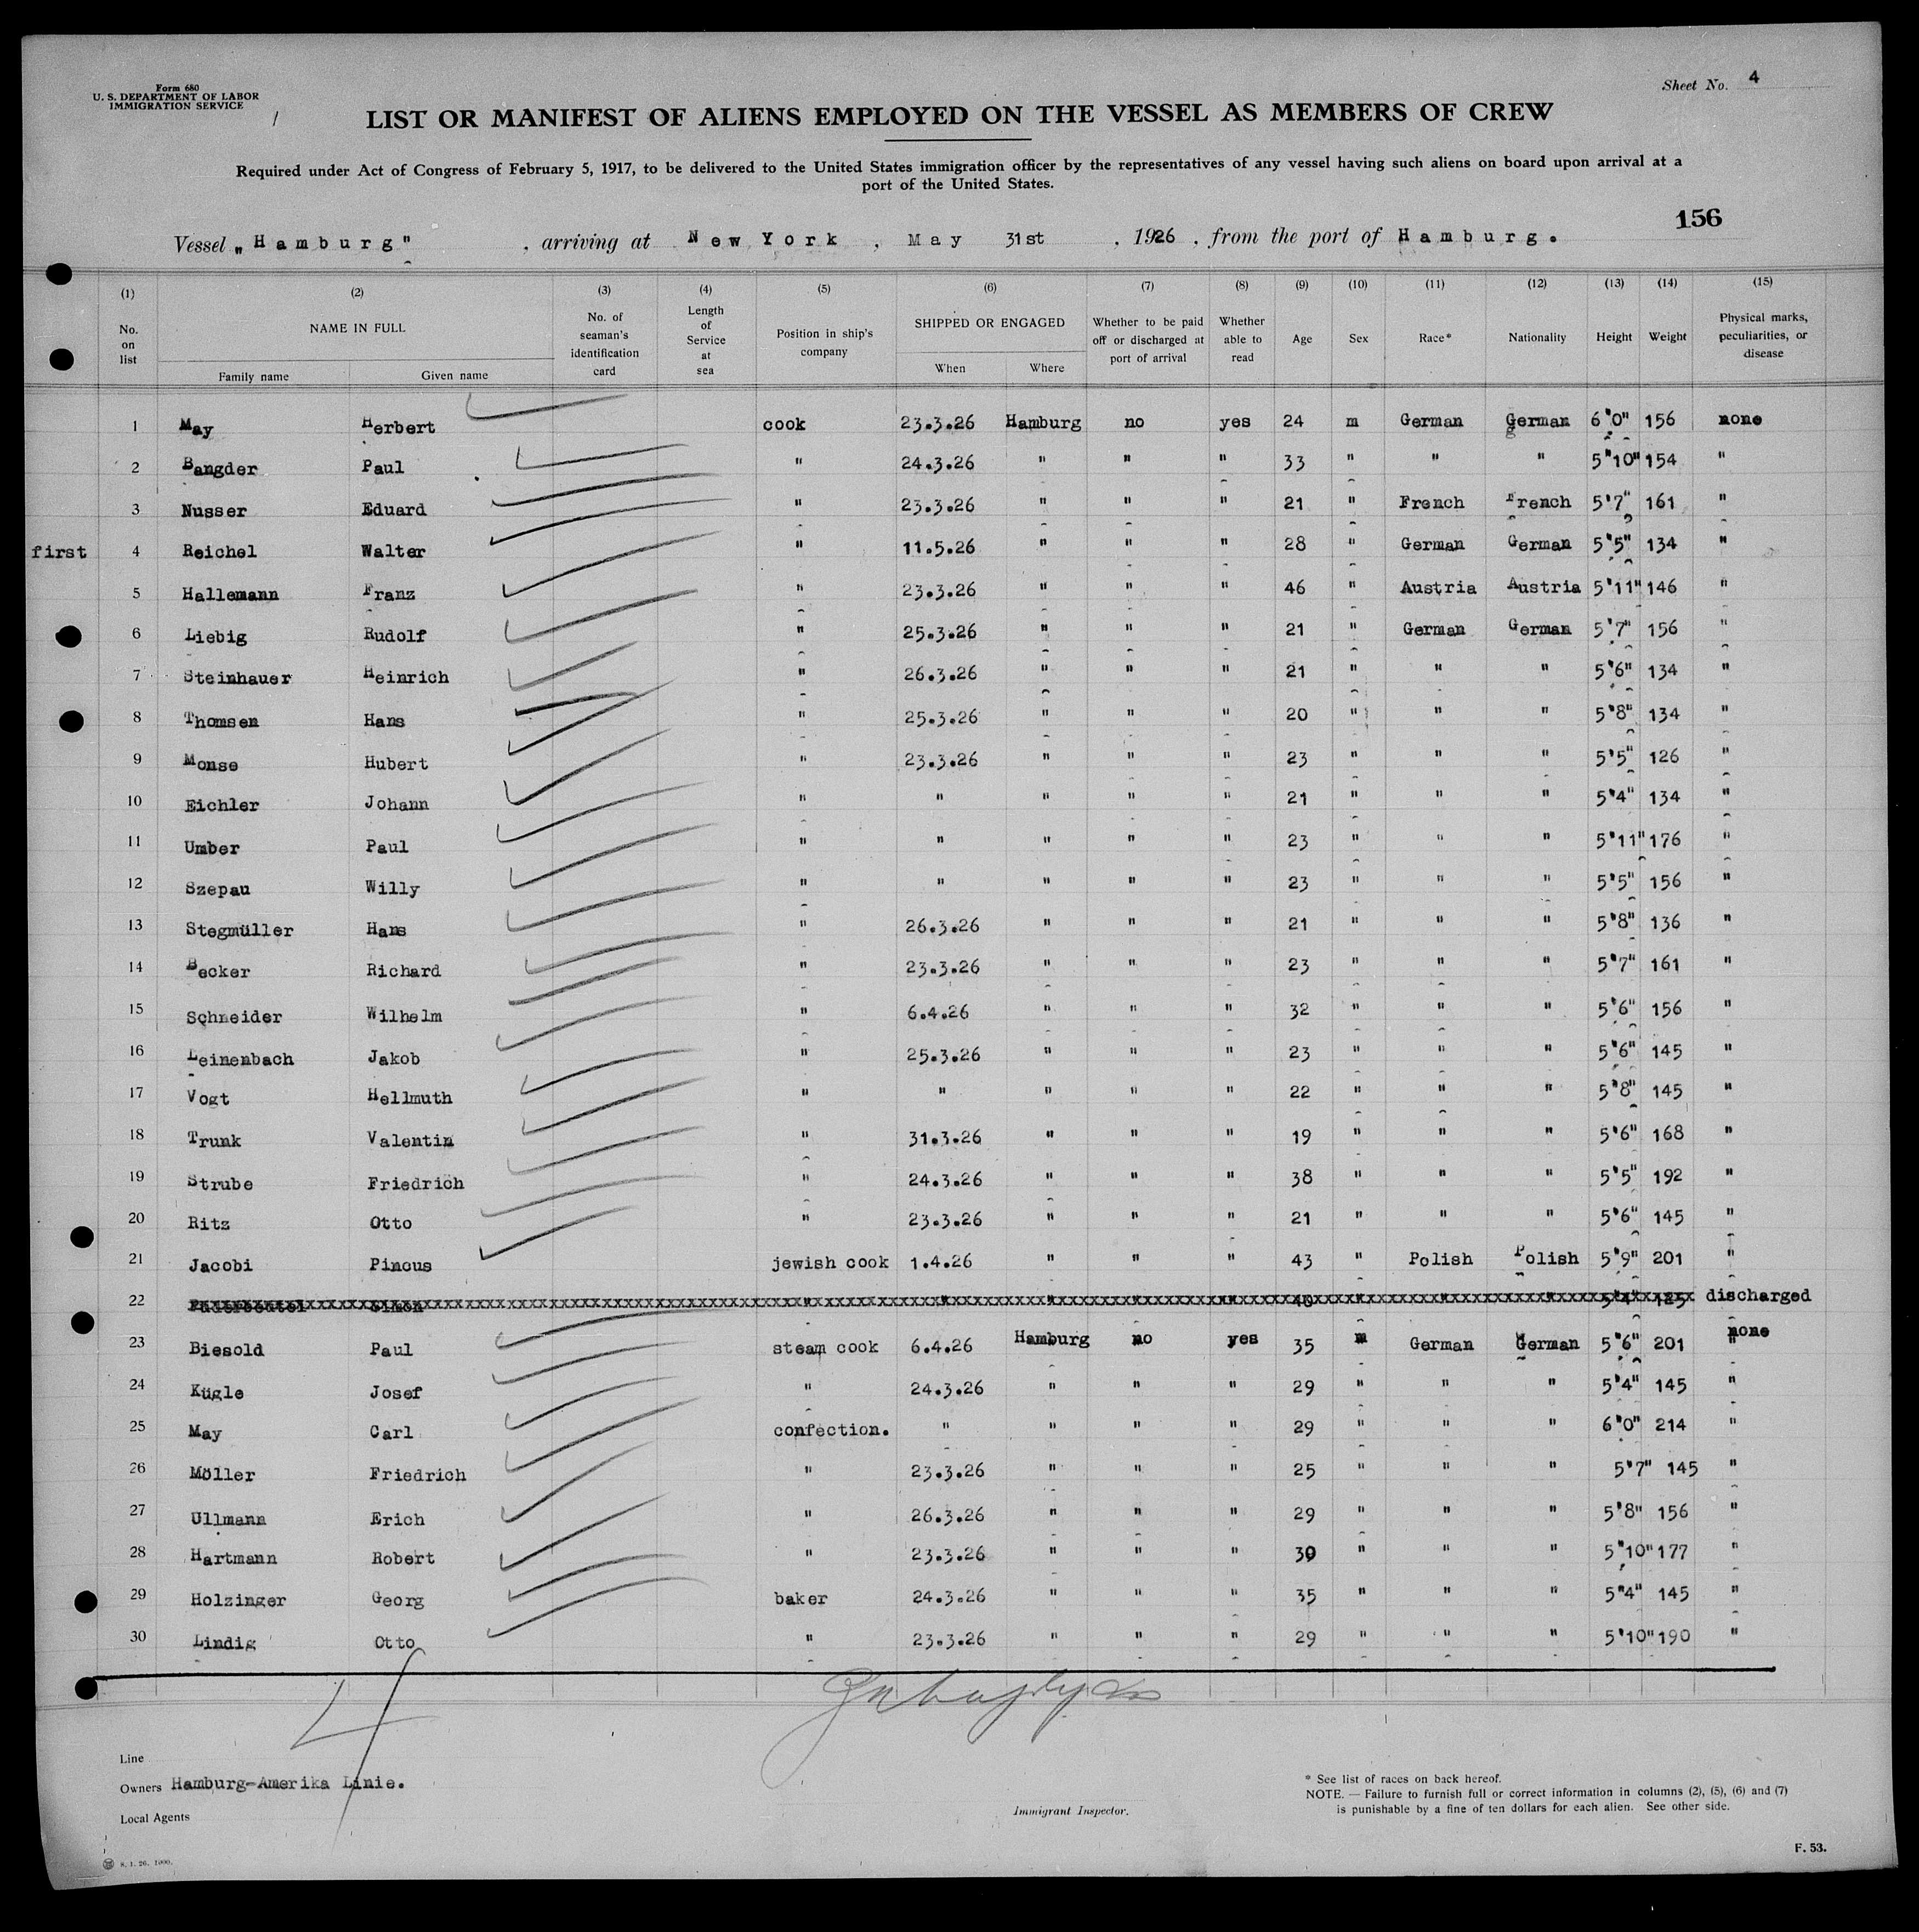 Form 680
U. S. DEPARTMENT OF LABOR
IMMIGRATION SERVICE
Sheet No. 4
LIST OR MANIFEST OF ALIENS EMPLOYED ON THE VESSEL AS MEMBERS OF CREW
Required under Act of Congress of February 5, 1917, to be delivered to the United States immigration officer by the representatives of any vessel having such aliens on board upon arrival at a
port of the United States.
156
Vessel „Hamburg" , arriving at New York , May 31st , 1926 , from the port of Hamburg.
(1) (2) (3) (4) (5) (6) (7) (8) (9) (10) (11) (12) (13) (14) (15)
No. on list NAME IN FULL Family name Given name No. of seaman's identification card Length of Service at sea Position in ship's company SHIPPED OR ENGAGED When Where Whether to be paid off or discharged at port of arrival Whether able to read Age Sex Race* Nationality Height Weight Physical marks, peculiarities, or disease
1 May Herbert cook 23.3.26 Hamburg no yes 24 m German German 6'0" 156 none
2 Bangder Paul " 24.3.26 " " " 33 " " " 5'10" 154 "
3 Nusser Eduard " 23.3.26 " " " 21 " French French 5'7" 161 "
first 4 Reichel Walter " 11.5.26 " " " 28 " German German 5'5" 134 "
5 Hallemann Franz " 23.3.26 " " " 46 " Austria Austria 5'11" 146 "
6 Liebig Rudolf " 25.3.26 " " " 21 " German German 5'7" 156 "
7 Steinhauer Heinrich " 26.3.26 " " " 21 " " " 5'6" 134 "
8 Thomsen Hans " 25.3.26 " " " 20 " " " 5'8" 134 "
9 Monse Hubert " 23.3.26 " " " 23 " " " 5'5" 126 "
10 Eichler Johann " " " " " 21 " " " 5'4" 134 "
11 Umber Paul " " " " " 23 " " " 5'11" 176 "
12 Szepau Willy " " " " " 23 " " " 5'5" 156 "
13 Stegmüller Hans " 26.3.26 " " " 21 " " " 5'8" 136 "
14 Becker Richard " 23.3.26 " " " 23 " " " 5'7" 161 "
15 Schneider Wilhelm " 6.4.26 " " " 32 " " " 5'6" 156 "
16 Leinenbach Jakob " 25.3.26 " " " 23 " " " 5'6" 145 "
17 Vogt Hellmuth " " " " " 22 " " " 5'8" 145 "
18 Trunk Valentin " 31.3.26 " " " 19 " " " 5'6" 168 "
19 Strube Friedrich " 24.3.26 " " " 38 " " " 5'5" 192 "
20 Ritz Otto " 23.3.26 " " " 21 " " " 5'6" 145 "
21 Jacobi Pincus jewish cook 1.4.26 " " " 43 " Polish Polish 5'9" 201 "
22 " " " " " 40 " " " 5'4" discharged
23 Biesold Paul steam cook 6.4.26 Hamburg no yes 35 m German German 5'6" 201 none
24 Kügle Josef " 24.3.26 " " " 29 " " " 5'4" 145 "
25 May Carl confection. " " " " 29 " " " 6'0" 214 "
26 Möller Friedrich " 23.3.26 " " " 25 " " " 5'7" 145 "
27 Ullmann Erich " 26.3.26 " " " 29 " " " 5'8" 156 "
28 Hartmann Robert " 23.3.26 " " " 30 " " " 5'10" 177 "
29 Holzinger Georg baker 24.3.26 " " " 35 " " " 5'4" 145 "
30 Lindig Otto " 23.3.26 " " " 29 " " " 5'10" 190 "
4
Line
Owners Hamburg-Amerika Linie.
Local Agents
Immigrant Inspector.
* See list of races on back hereof.
NOTE. — Failure to furnish full or correct information in columns (2), (5), (6) and (7)
is punishable by a fine of ten dollars for each alien. See other side.
8. 1. 26. 1000.
F. 53.